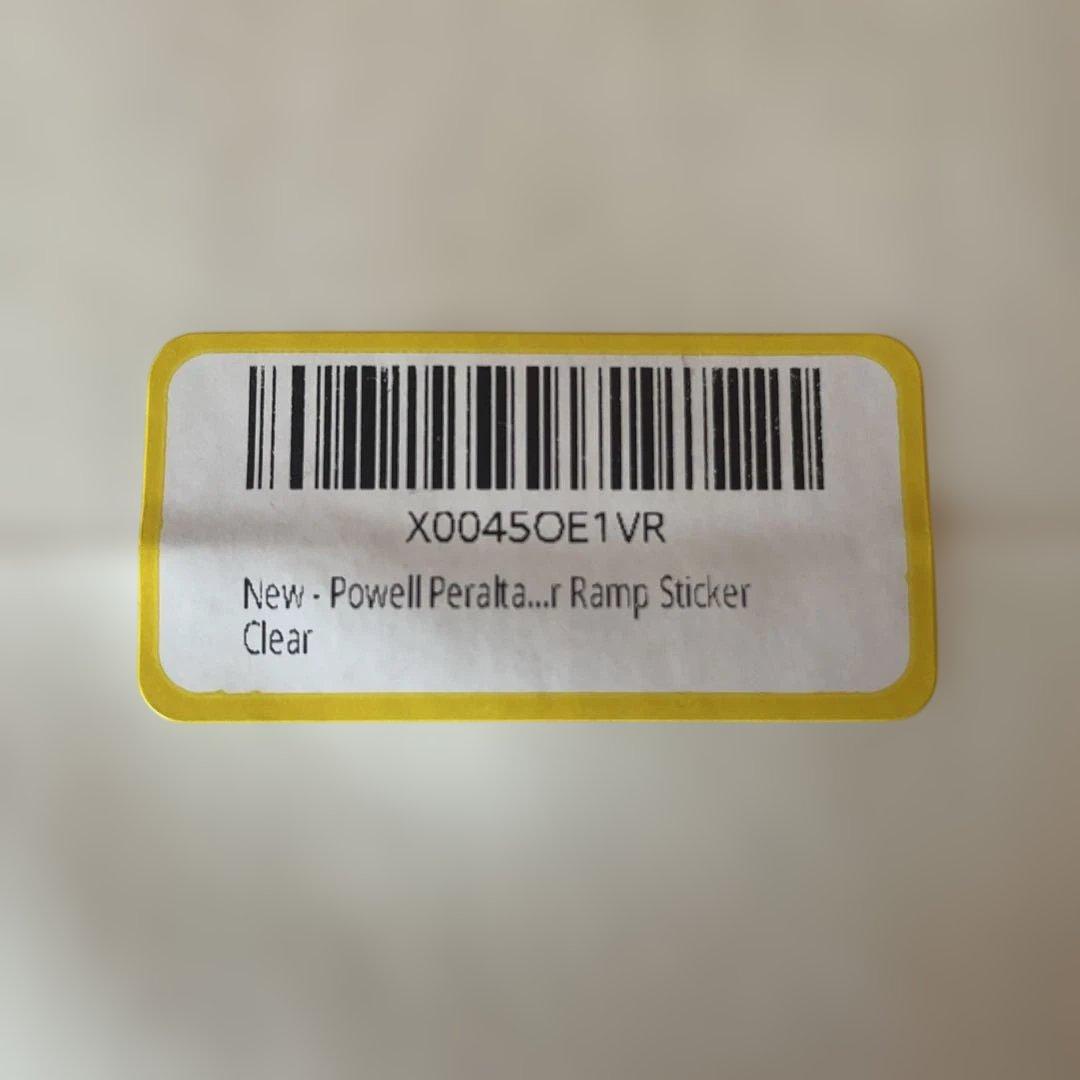 X0045OE1VR
New - Powell Peralta...r Ramp Sticker
Clear